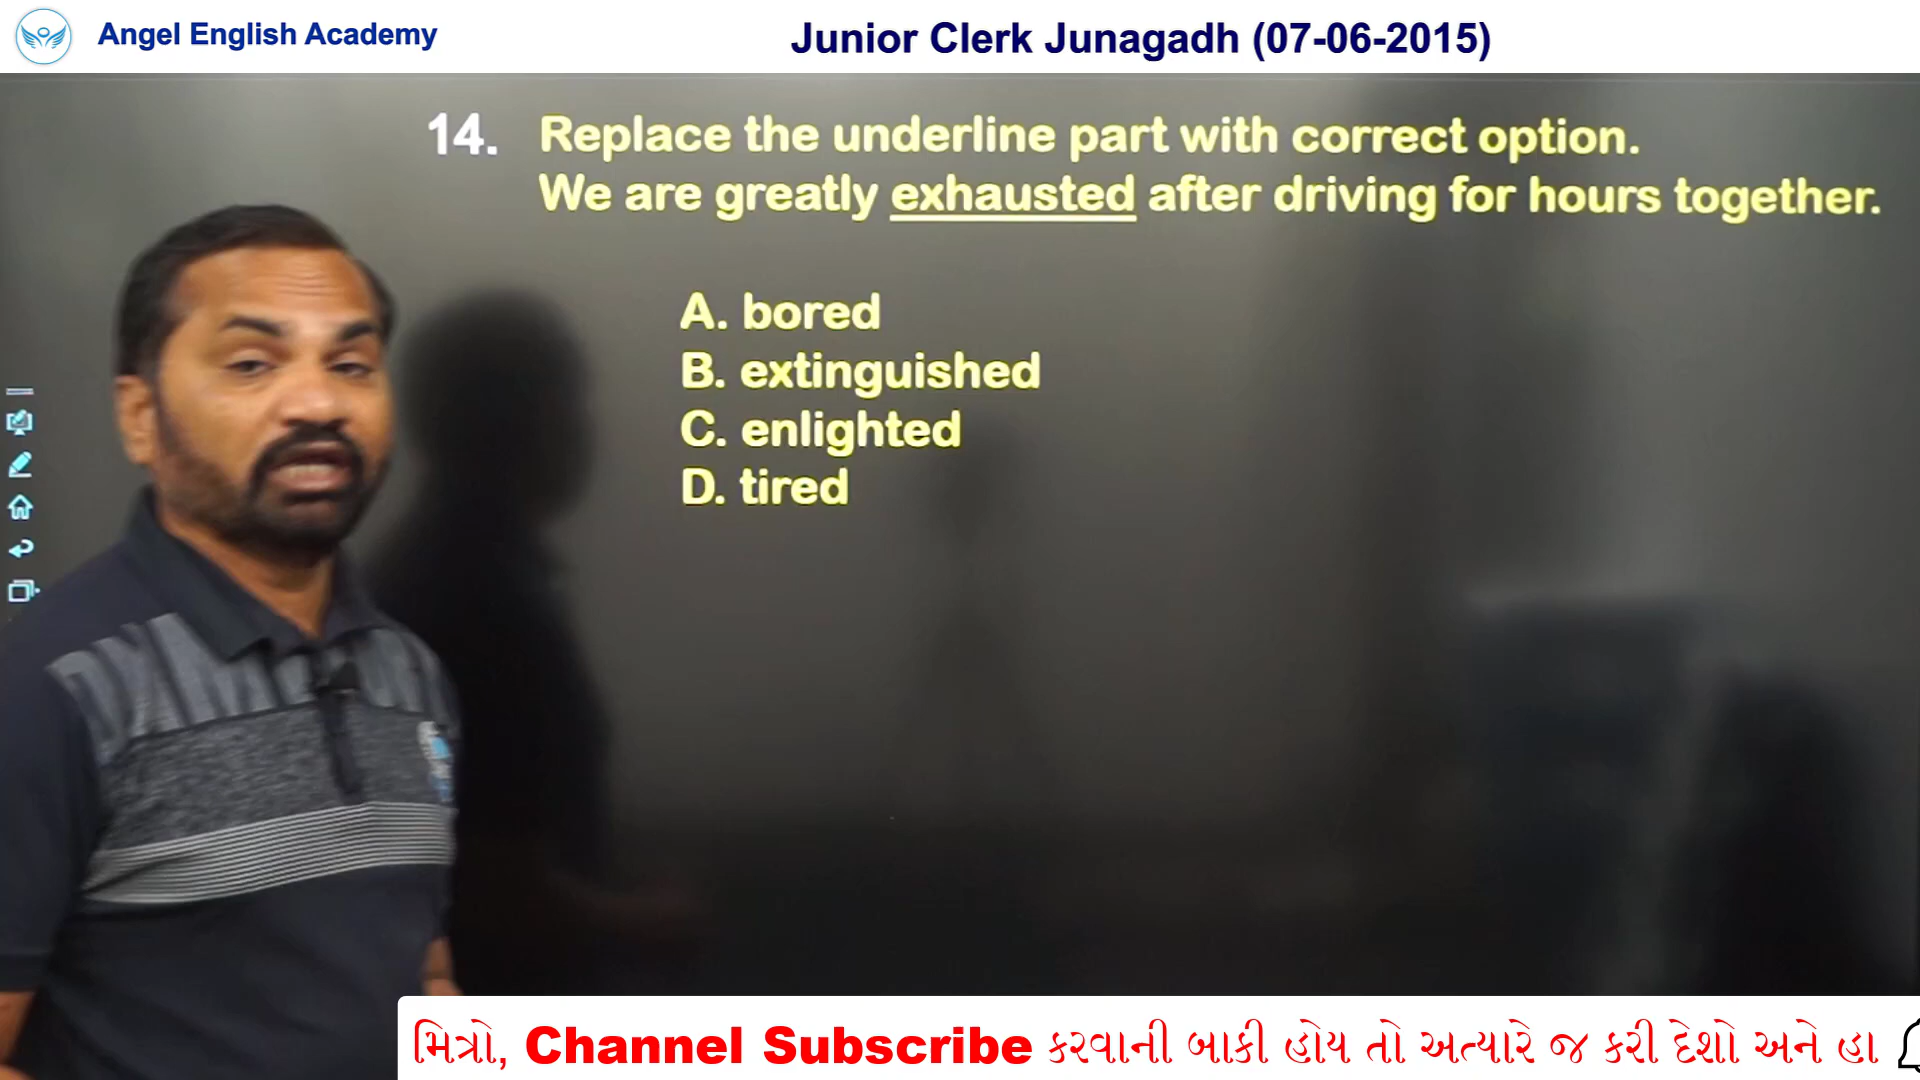 Angel English Academy
Junior Clerk Junagadh (07-06-2015)
14. Replace the underline part with correct option.
We are greatly exhausted after driving for hours together.
A. bored
B. extinguished
C. enlighted
D. tired
મિત્રો, Channel Subscribe કરવાની બાકી હોય તો અત્યારે જ કરી દેશો અને હા